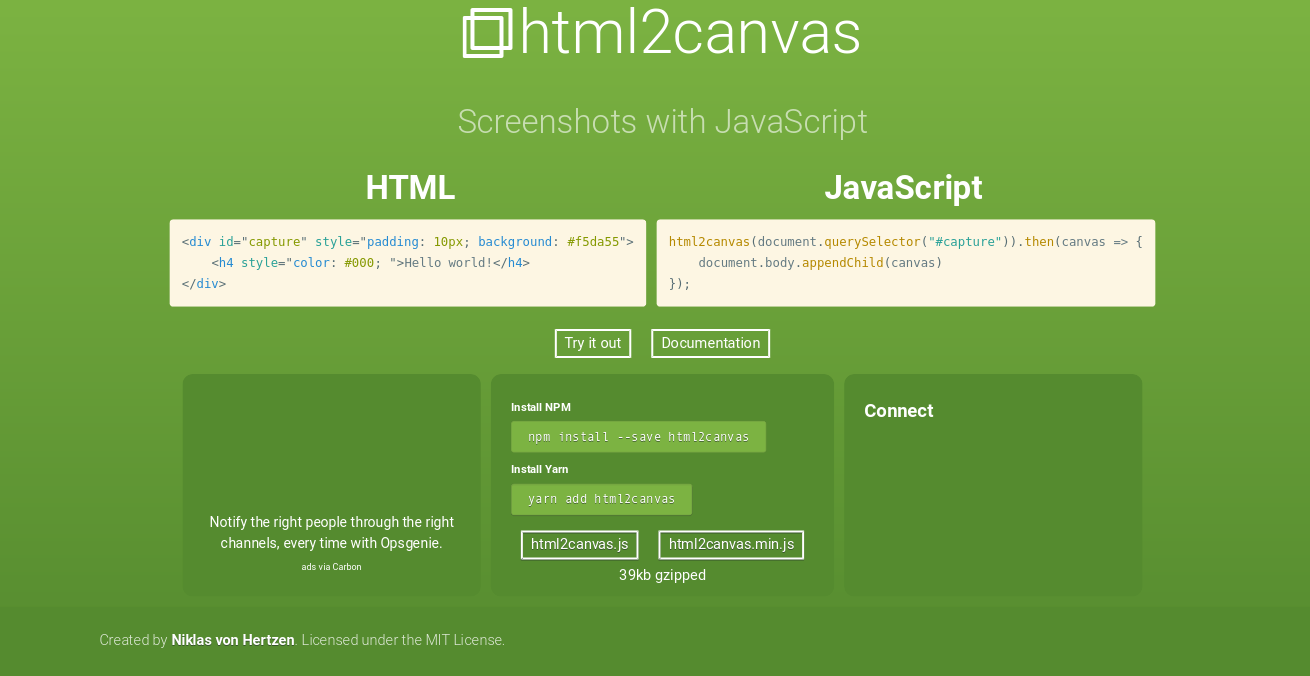 html2canvas
Screenshots with JavaScript
HTML
<div id="capture" style="padding: 10px; background: #f5da55">
    <h4 style="color: #000; ">Hello world!</h4>
</div>
JavaScript
html2canvas(document.querySelector("#capture")).then(canvas => {
    document.body.appendChild(canvas)
});
Try it out
Documentation
Notify the right people through the right
channels, every time with Opsgenie.
ads via Carbon
Install NPM
npm install --save html2canvas
Install Yarn
yarn add html2canvas
html2canvas.js
html2canvas.min.js
39kb gzipped
Connect
Created by Niklas von Hertzen. Licensed under the MIT License.